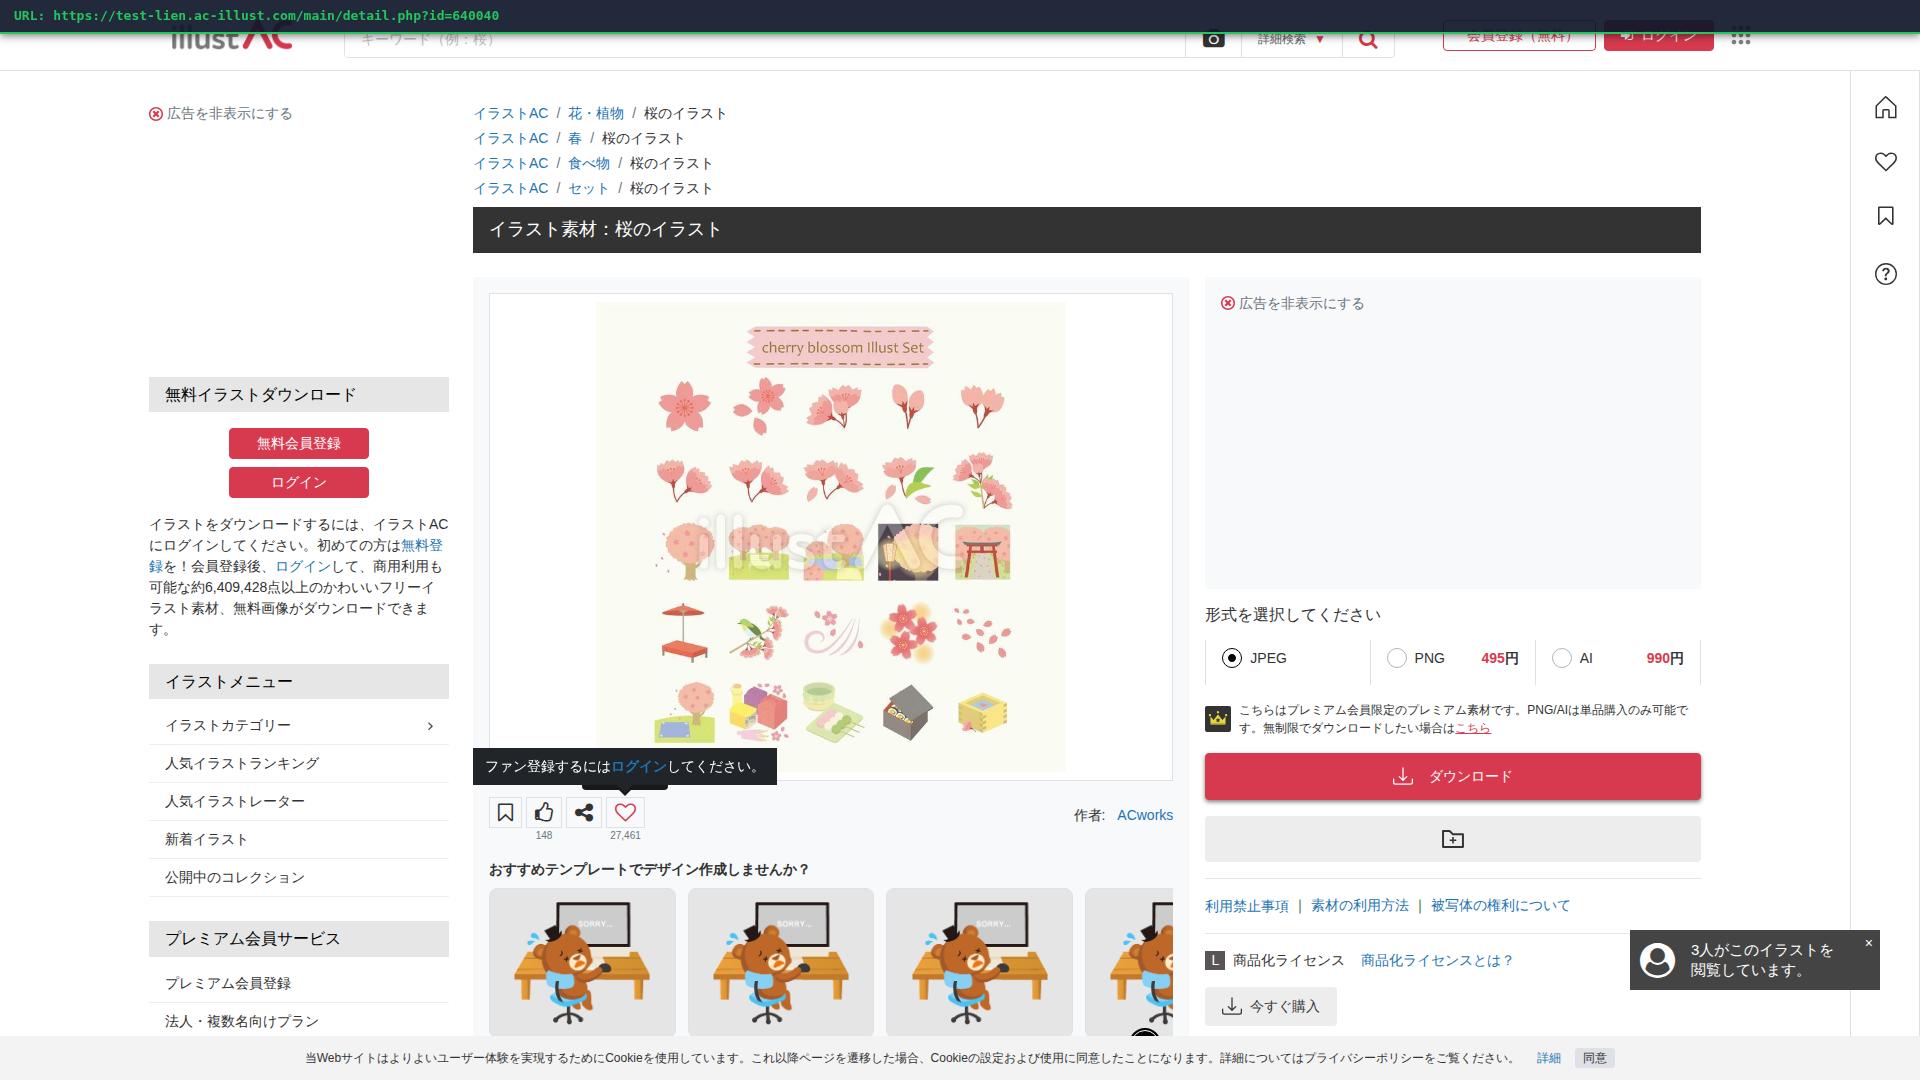 URL: https://test-lien.ac-illust.com/main/detail.php?id=640040
illust AC
キーワード（例：桜）
詳細検索 ▼
会員登録（無料）
ログイン
広告を非表示にする
イラストAC / 花・植物 / 桜のイラスト
イラストAC / 春 / 桜のイラスト
イラストAC / 食べ物 / 桜のイラスト
イラストAC / セット / 桜のイラスト
イラスト素材：桜のイラスト
無料イラストダウンロード
無料会員登録
ログイン
イラストをダウンロードするには、イラストAC
にログインしてください。初めての方は無料登
録を！会員登録後、ログインして、商用利用も
可能な約6,409,428点以上のかわいいフリーイ
ラスト素材、無料画像がダウンロードできま
す。
イラストメニュー
イラストカテゴリー
人気イラストランキング
人気イラストレーター
新着イラスト
公開中のコレクション
プレミアム会員サービス
プレミアム会員登録
法人・複数名向けプラン
cherry blossom Illust Set
illust AC
ファン登録するにはログインしてください。
148
27,461
作者: ACworks
おすすめテンプレートでデザイン作成しませんか？
SORRY...
SORRY...
SORRY...
広告を非表示にする
形式を選択してください
JPEG
PNG 495円
AI 990円
こちらはプレミアム会員限定のプレミアム素材です。PNG/AIは単品購入のみ可能で
す。無制限でダウンロードしたい場合はこちら
ダウンロード
利用禁止事項 | 素材の利用方法 | 被写体の権利について
L 商品化ライセンス 商品化ライセンスとは？
今すぐ購入
3人がこのイラストを
閲覧しています。
×
当Webサイトはよりよいユーザー体験を実現するためにCookieを使用しています。これ以降ページを遷移した場合、Cookieの設定および使用に同意したことになります。詳細についてはプライバシーポリシーをご覧ください。 詳細 同意